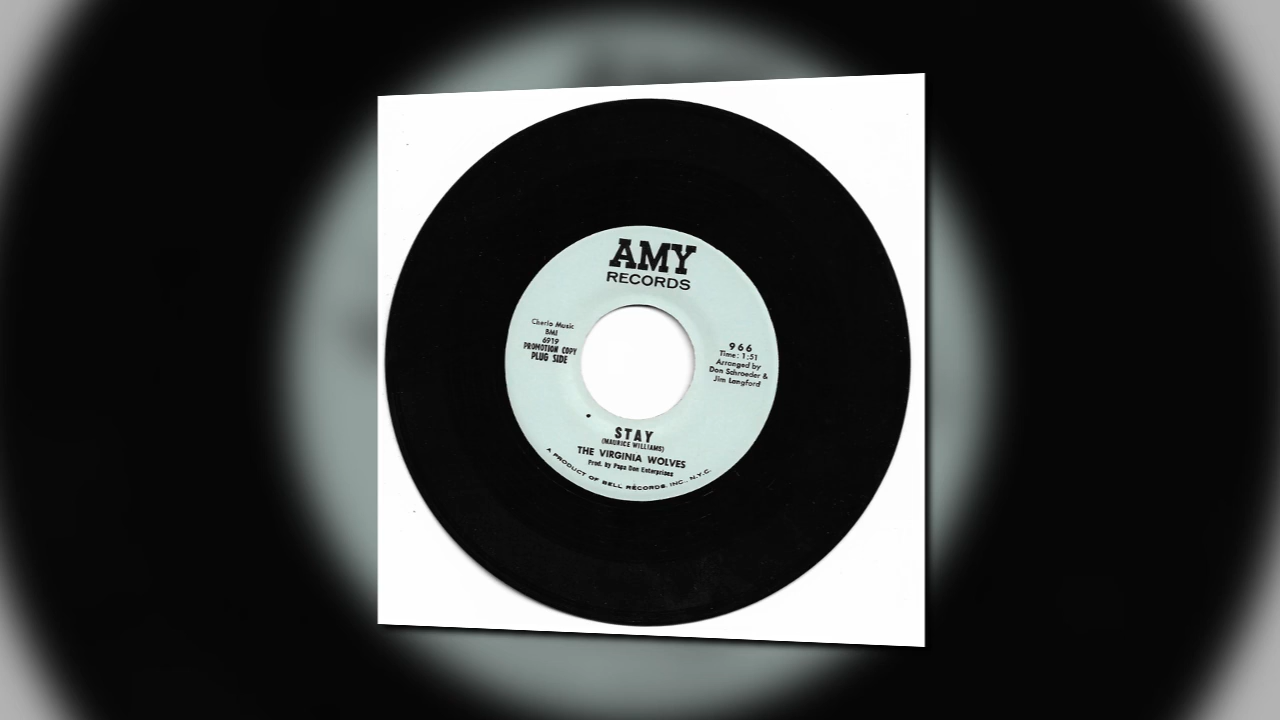 AMY
RECORDS
Cherio Music
BMI
6919
PROMOTION COPY
PLUG SIDE
966
Time: 1:51
Arranged by
Don Schroeder &
Jim Langford
STAY
(MAURICE WILLIAMS)
THE VIRGINIA WOLVES
Prod. by Papa Don Enterprises
A PRODUCT OF BELL RECORDS, INC., N.Y.C.